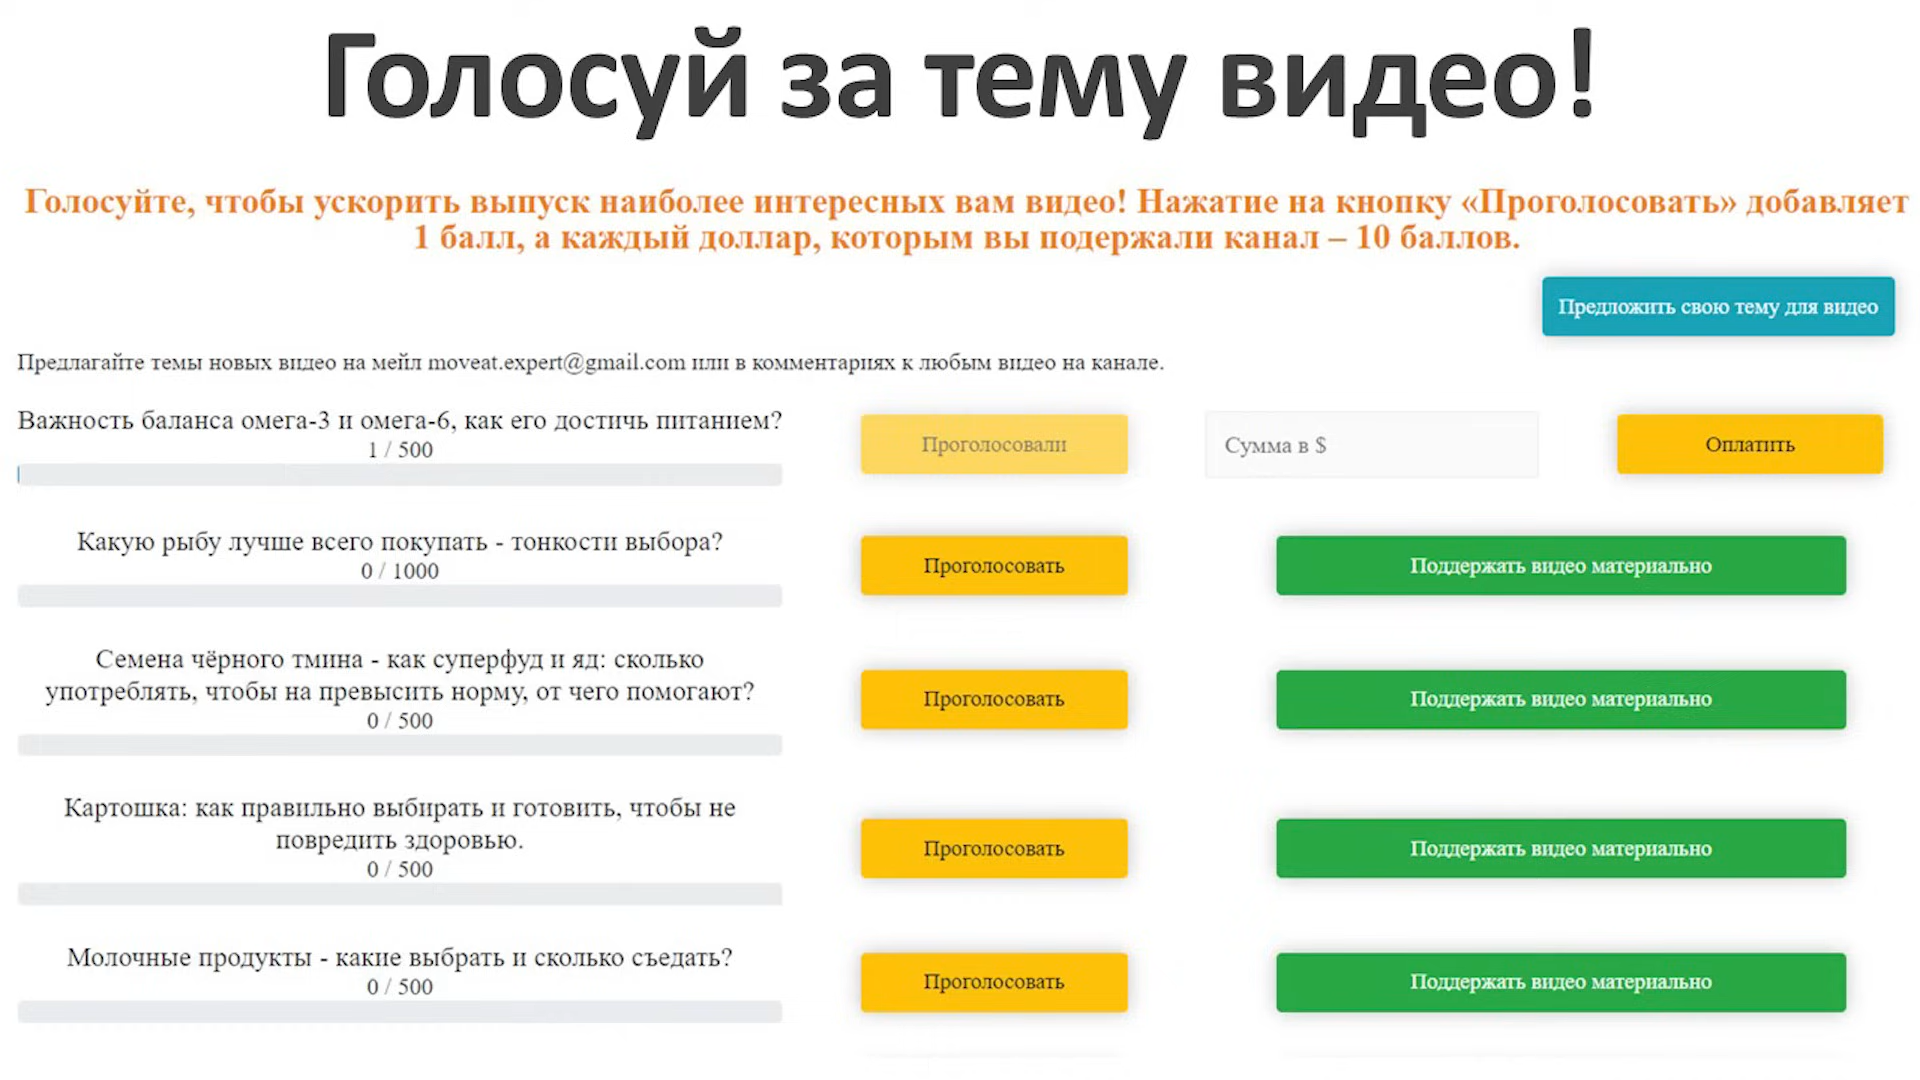 Голосуй за тему видео!
Голосуйте, чтобы ускорить выпуск наиболее интересных вам видео! Нажатие на кнопку «Проголосовать» добавляет
1 балл, а каждый доллар, которым вы подержали канал – 10 баллов.
Предложить свою тему для видео
Предлагайте темы новых видео на мейл moveat.expert@gmail.com или в комментариях к любым видео на канале.
Важность баланса омега-3 и омега-6, как его достичь питанием?
1 / 500
Проголосовали
Сумма в $
Оплатить
Какую рыбу лучше всего покупать - тонкости выбора?
0 / 1000
Проголосовать
Поддержать видео материально
Семена чёрного тмина - как суперфуд и яд: сколько
употреблять, чтобы на превысить норму, от чего помогают?
0 / 500
Проголосовать
Поддержать видео материально
Картошка: как правильно выбирать и готовить, чтобы не
повредить здоровью.
0 / 500
Проголосовать
Поддержать видео материально
Молочные продукты - какие выбрать и сколько съедать?
0 / 500
Проголосовать
Поддержать видео материально